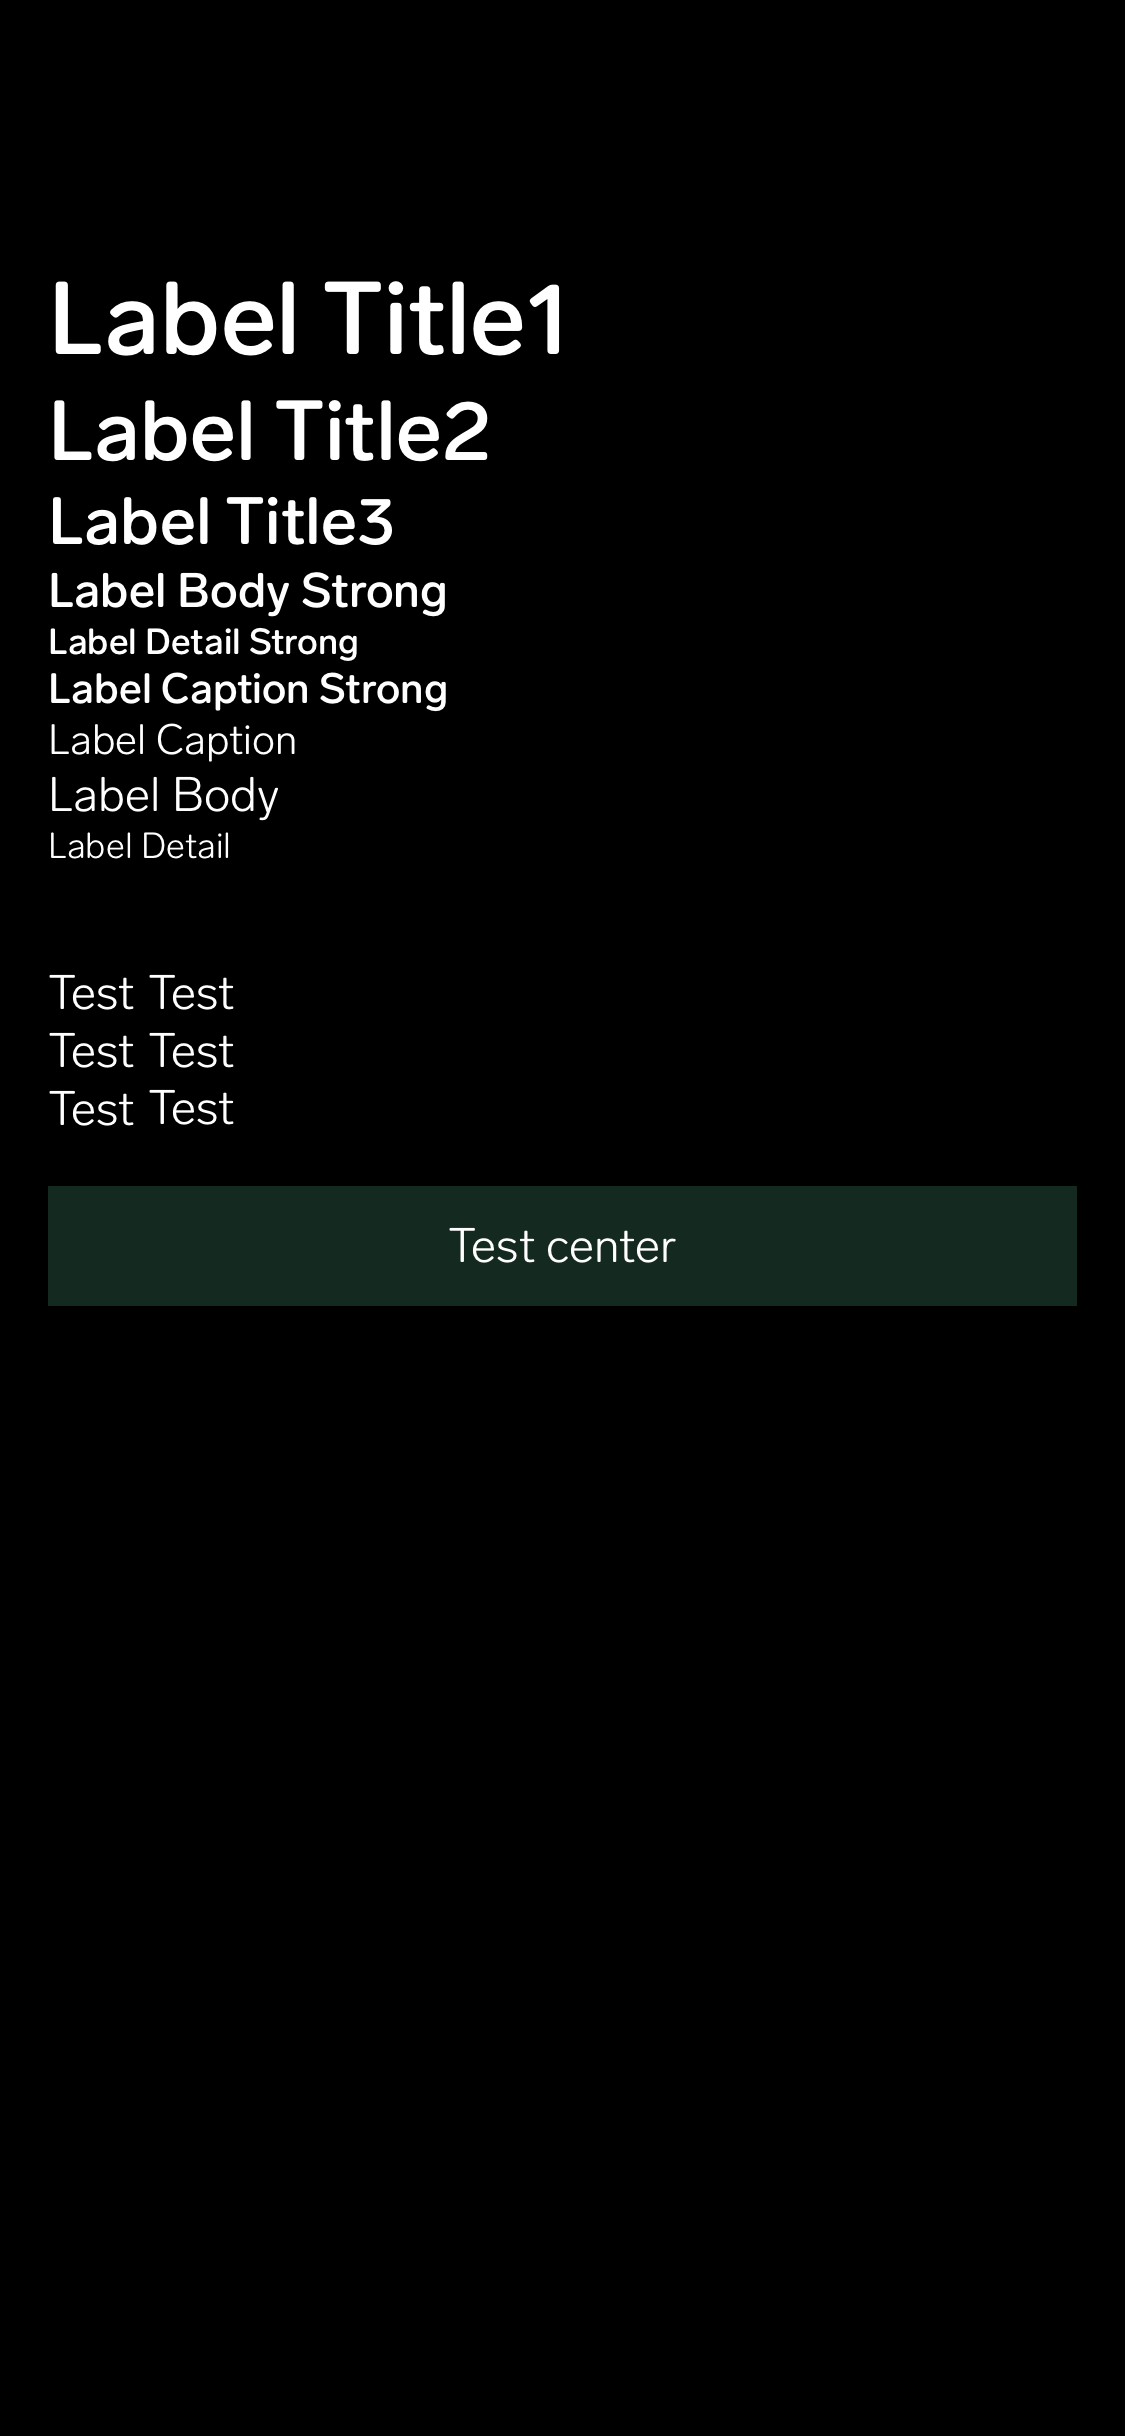 Label Title1
Label Title2
Label Title3
Label Body Strong
Label Detail Strong
Label Caption Strong
Label Caption
Label Body
Label Detail
Test Test
Test Test
Test Test
Test center